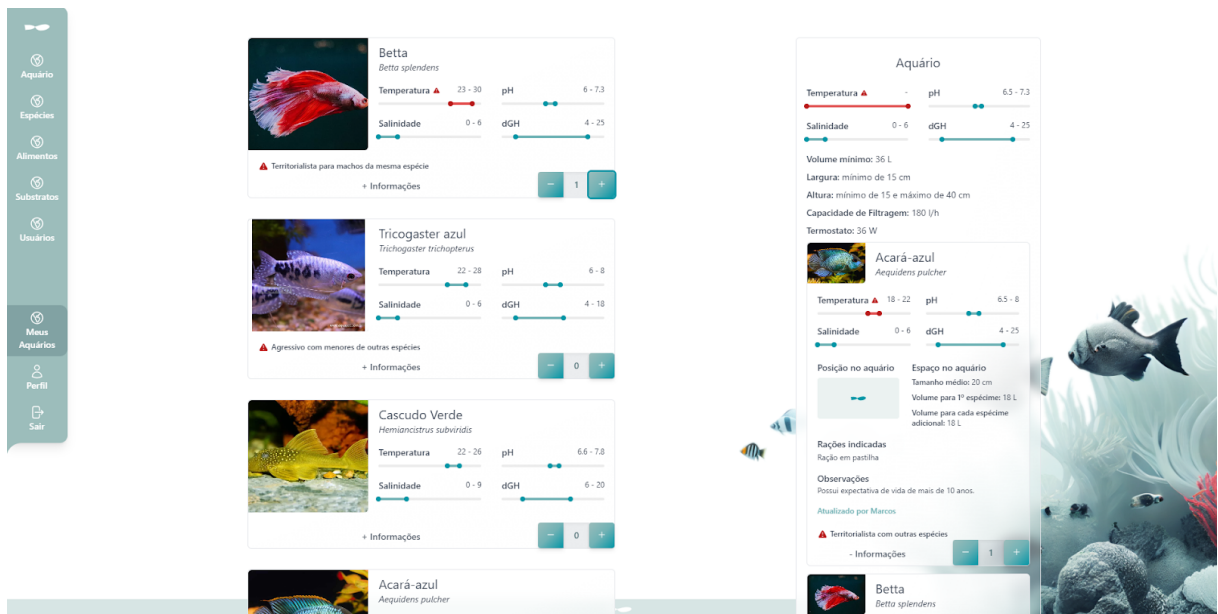 Aquário
Espécies
Alimentos
Substratos
Usuários
Meus
Aquários
Perfil
Sair
Betta
Betta splendens
Temperatura 23 - 30 pH 6 - 7.3
Salinidade 0 - 6 dGH 4 - 25
Territorialista para machos da mesma espécie
+ Informações - 1 +
Tricogaster azul
Trichogaster trichopterus
Temperatura 22 - 28 pH 6 - 8
Salinidade 0 - 6 dGH 4 - 18
Agressivo com menores de outras espécies
+ Informações - 0 +
Cascudo Verde
Hemiancistrus subviridis
Temperatura 22 - 26 pH 6.6 - 7.8
Salinidade 0 - 9 dGH 6 - 20
+ Informações - 0 +
Acará-azul
Aequidens pulcher
Aquário
Temperatura - pH 6.5 - 7.3
Salinidade 0 - 6 dGH 4 - 25
Volume mínimo: 36 L
Largura: mínimo de 15 cm
Altura: mínimo de 15 e máximo de 40 cm
Capacidade de Filtragem: 180 l/h
Termostato: 36 W
Acará-azul
Aequidens pulcher
Temperatura 18 - 22 pH 6.5 - 8
Salinidade 0 - 6 dGH 4 - 25
Posição no aquário Espaço no aquário
Tamanho médio: 20 cm
Volume para 1º espécime: 18 L
Volume para cada espécime
adicional: 18 L
Rações indicadas
Ração em pastilha
Observações
Possui expectativa de vida de mais de 10 anos.
Atualizado por Marcos
Territorialista com outras espécies
- Informações - 1 +
Betta
Betta splendens